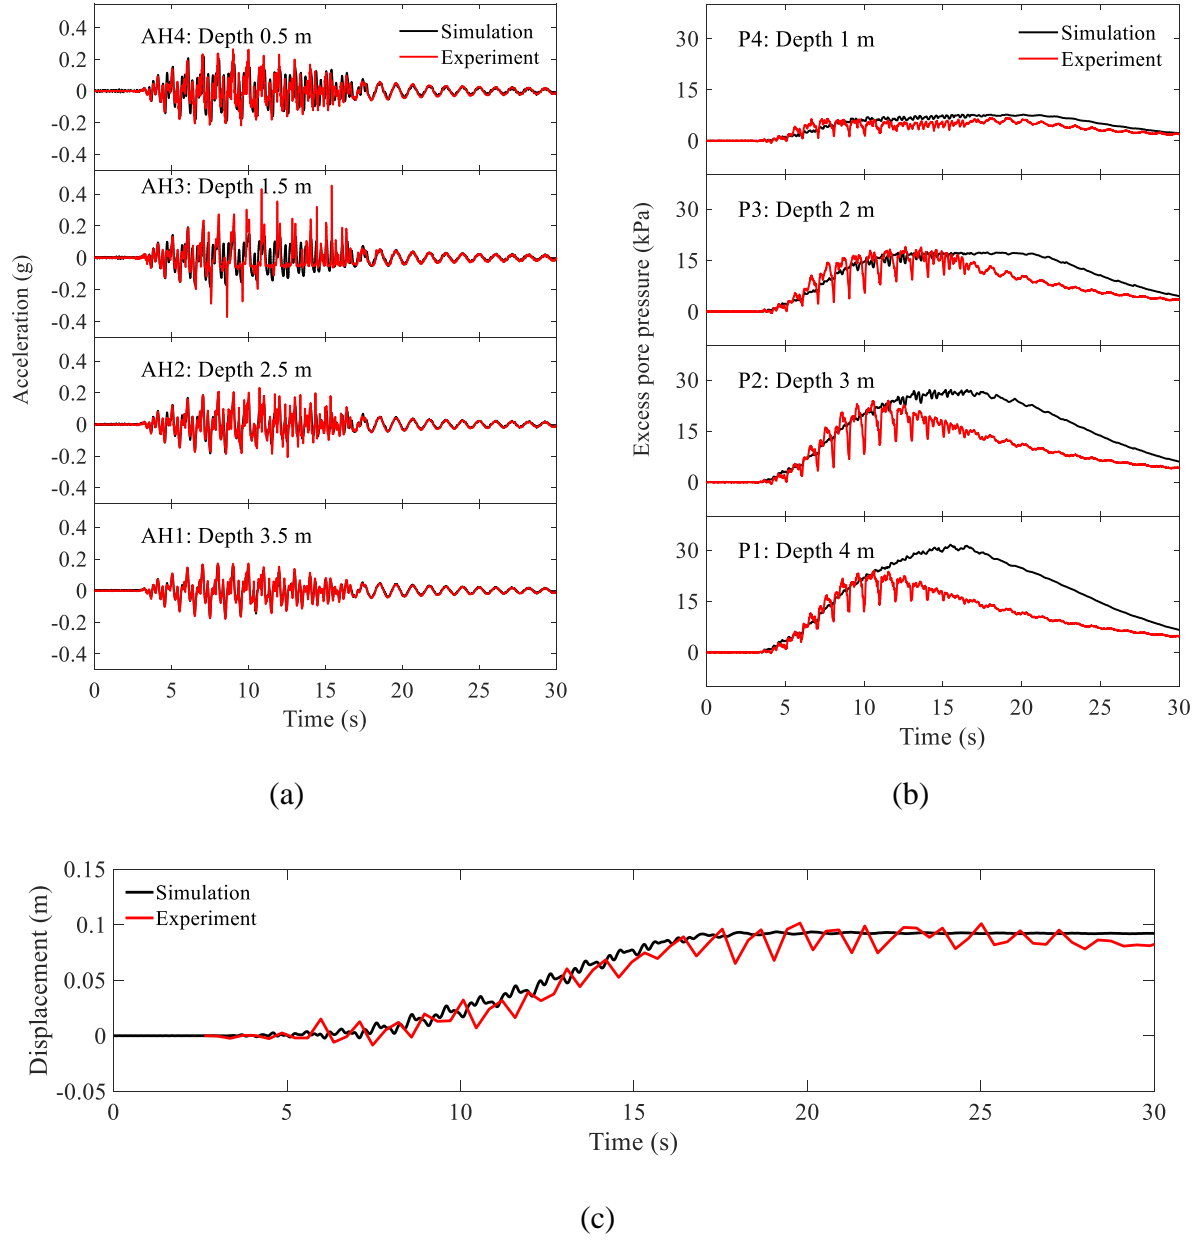 0.4
0.2
0
-0.2
-0.4
AH4: Depth 0.5 m
Simulation
Experiment
0.4
0.2
0
-0.2
-0.4
AH3: Depth 1.5 m
0.4
0.2
0
-0.2
-0.4
AH2: Depth 2.5 m
0.4
0.2
0
-0.2
-0.4
AH1: Depth 3.5 m
Acceleration (g)
0 5 10 15 20 25 30
Time (s)
(a)
30
15
0
P4: Depth 1 m
Simulation
Experiment
30
15
0
P3: Depth 2 m
30
15
0
P2: Depth 3 m
30
15
0
P1: Depth 4 m
Excess pore pressure (kPa)
0 5 10 15 20 25 30
Time (s)
(b)
0.15
0.1
0.05
0
-0.05
Simulation
Experiment
Displacement (m)
0 5 10 15 20 25 30
Time (s)
(c)